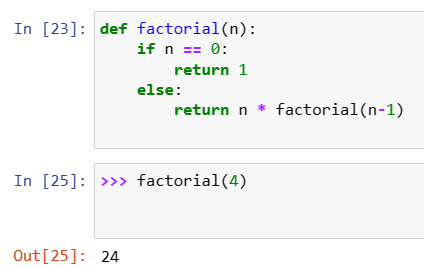 In [23]: def factorial(n):
    if n == 0:
        return 1
    else:
        return n * factorial(n-1)
In [25]: >>> factorial(4)
Out[25]: 24